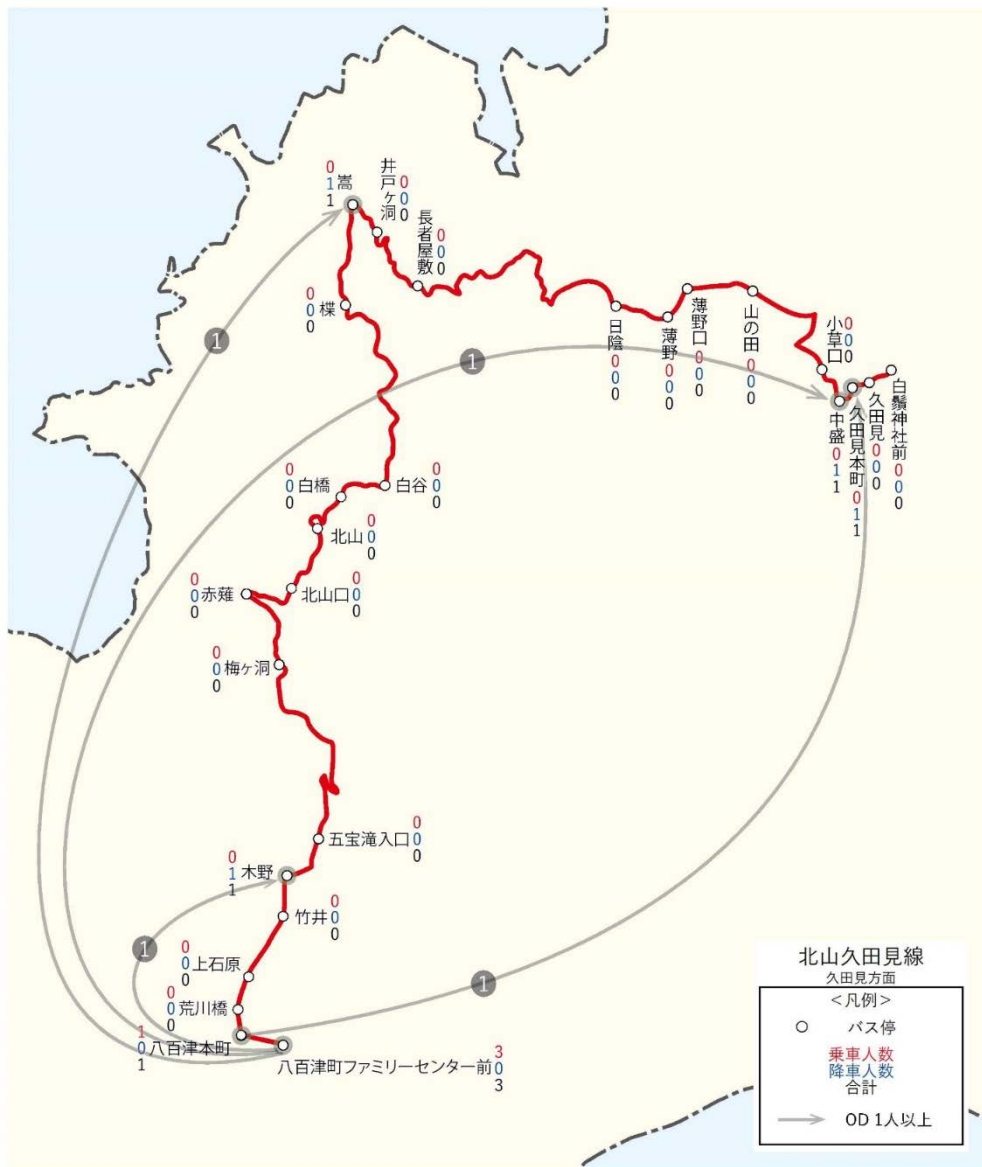 嵩
0
1
1
井戸ヶ洞
0
0
0
長者屋敷
0
0
0
楪
0
0
0
1
1
日陰
0
0
0
薄野
0
0
0
薄野口
0
0
0
山の田
0
0
0
小草口
0
0
0
中盛
0
1
1
久田見本町
0
1
1
久田見
0
0
0
白鬚神社前
0
0
0
白橋
0
0
0
白谷
0
0
0
北山
0
0
0
赤薙
0
0
0
北山口
0
0
0
梅ヶ洞
0
0
0
五宝滝入口
0
0
0
木野
0
1
1
竹井
0
0
0
1
上石原
0
0
0
1
荒川橋
0
0
0
八百津本町
1
0
1
八百津町ファミリーセンター前
3
0
3
北山久田見線
久田見方面
<凡例>
バス停
乗車人数
降車人数
合計
OD 1人以上